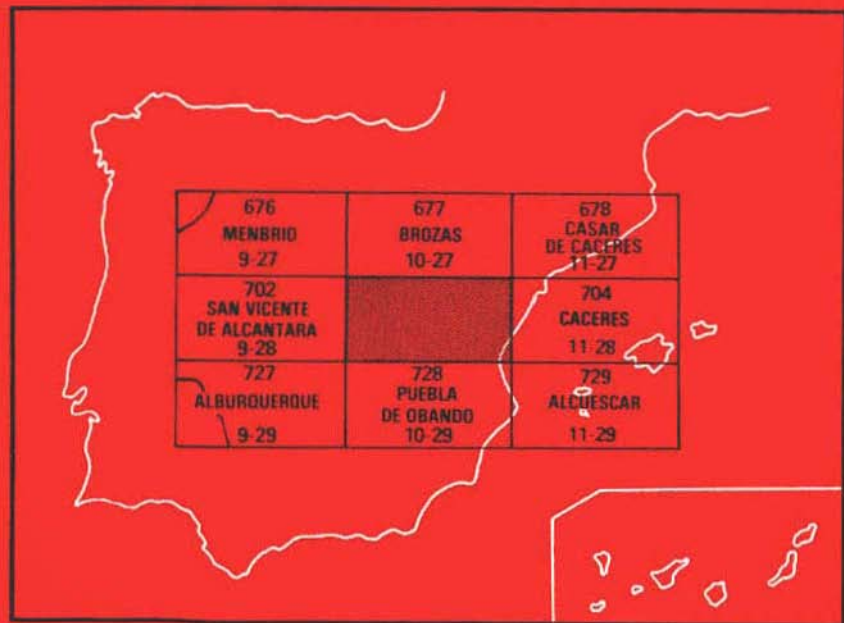 676
MENBRIO
9-27
677
BROZAS
10-27
678
CASAR
DE CACERES
11-27
702
SAN VICENTE
DE ALCANTARA
9-28
704
CACERES
11-28
727
ALBURQUERQUE
9-29
728
PUEBLA
DE OBANDO
10-29
729
ALCUESCAR
11-29